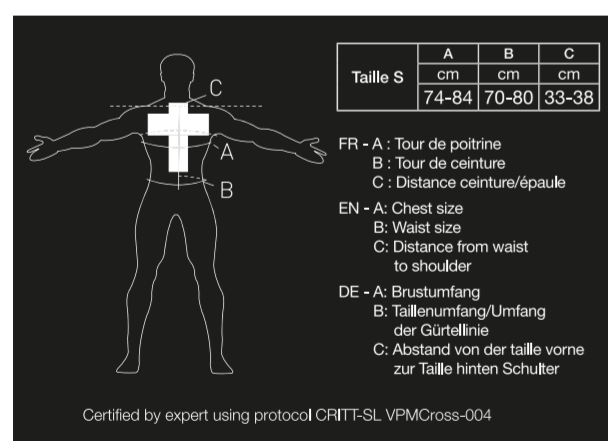 C
A
B
Taille S
A B C
cm cm cm
74-84 70-80 33-38
FR - A : Tour de poitrine
B : Tour de ceinture
C : Distance ceinture/épaule
EN - A: Chest size
B: Waist size
C: Distance from waist
to shoulder
DE - A: Brustumfang
B: Taillenumfang/Umfang
der Gürtellinie
C: Abstand von der taille vorne
zur Taille hinten Schulter
Certified by expert using protocol CRITT-SL VPMCross-004